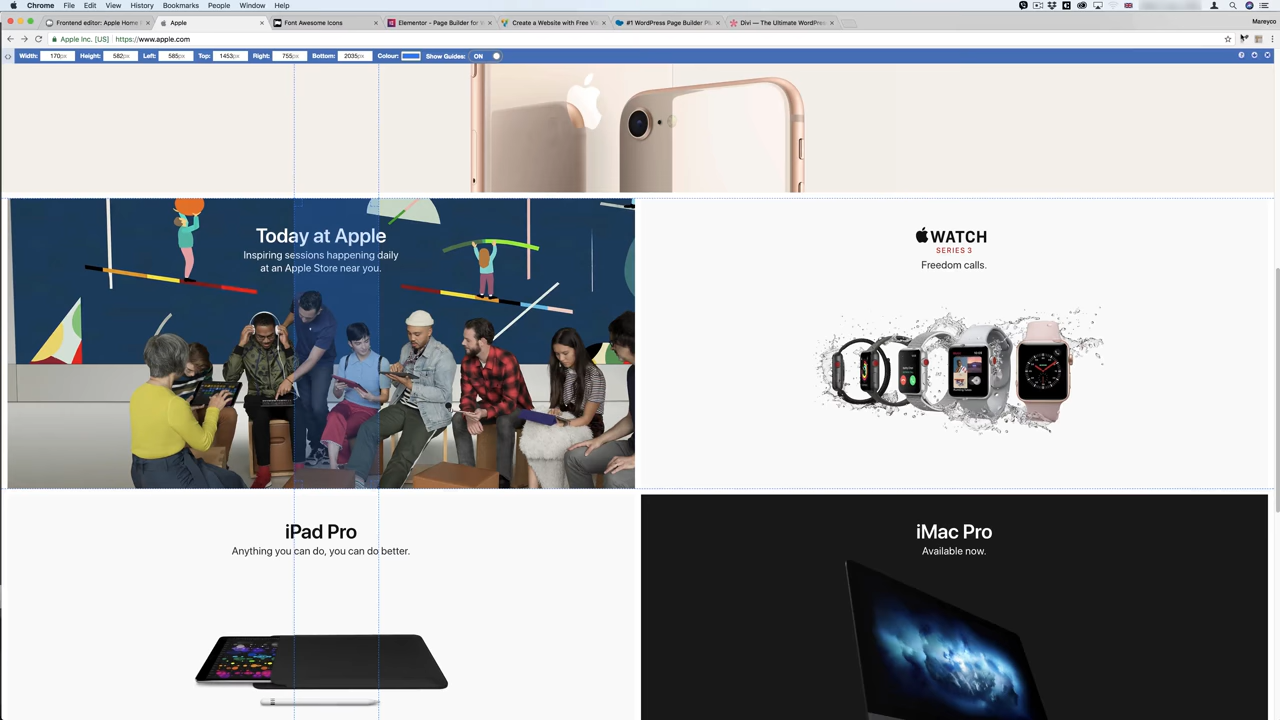 Chrome File Edit View History Bookmarks Window Help
Frontend editor: Apple Home Apple Font Awesome Icons Elementor - Page Builder for Create a Website with Free #1 WordPress Page Builder Divi — The Ultimate WordPres Mareyco
Apple Inc. [US] https://www.apple.com
Width: 170px Height: 582px Left: 585px Top: 1453px Right: 755px Bottom: 2035px Colour: Show Guides: ON
Today at Apple
Inspiring sessions happening daily
at an Apple Store near you.
WATCH
SERIES 3
Freedom calls.
iPad Pro
Anything you can do, you can do better.
iMac Pro
Available now.